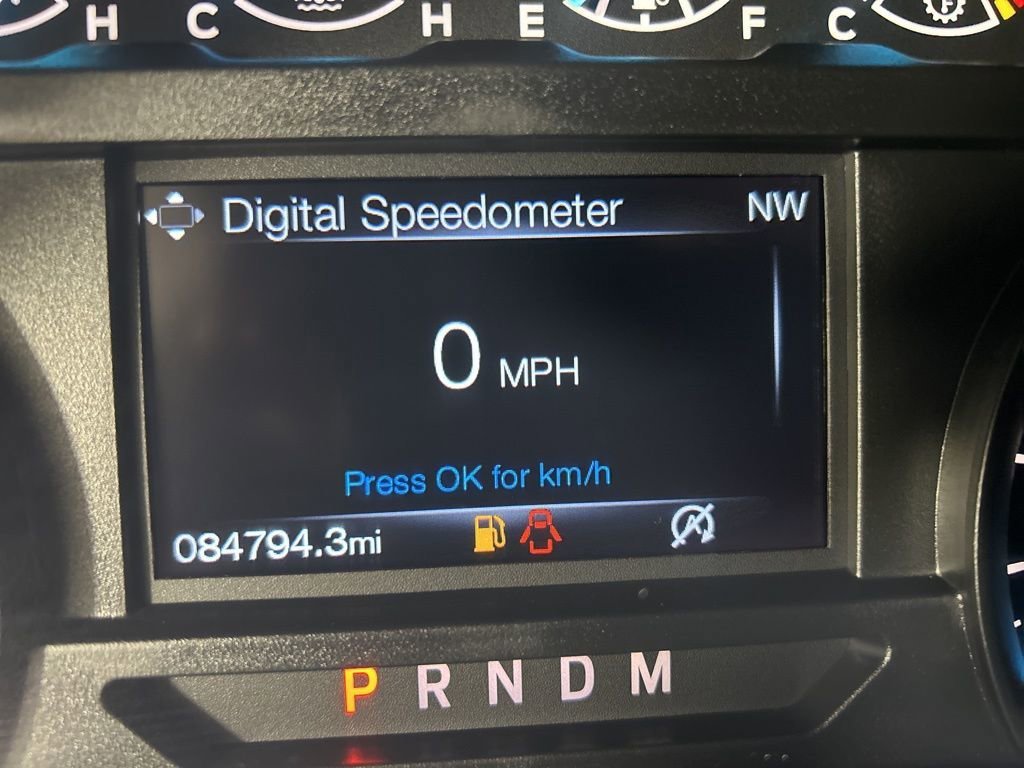 H C H E F C
Digital Speedometer NW
0 MPH
Press OK for km/h
084794.3mi
P R N D M